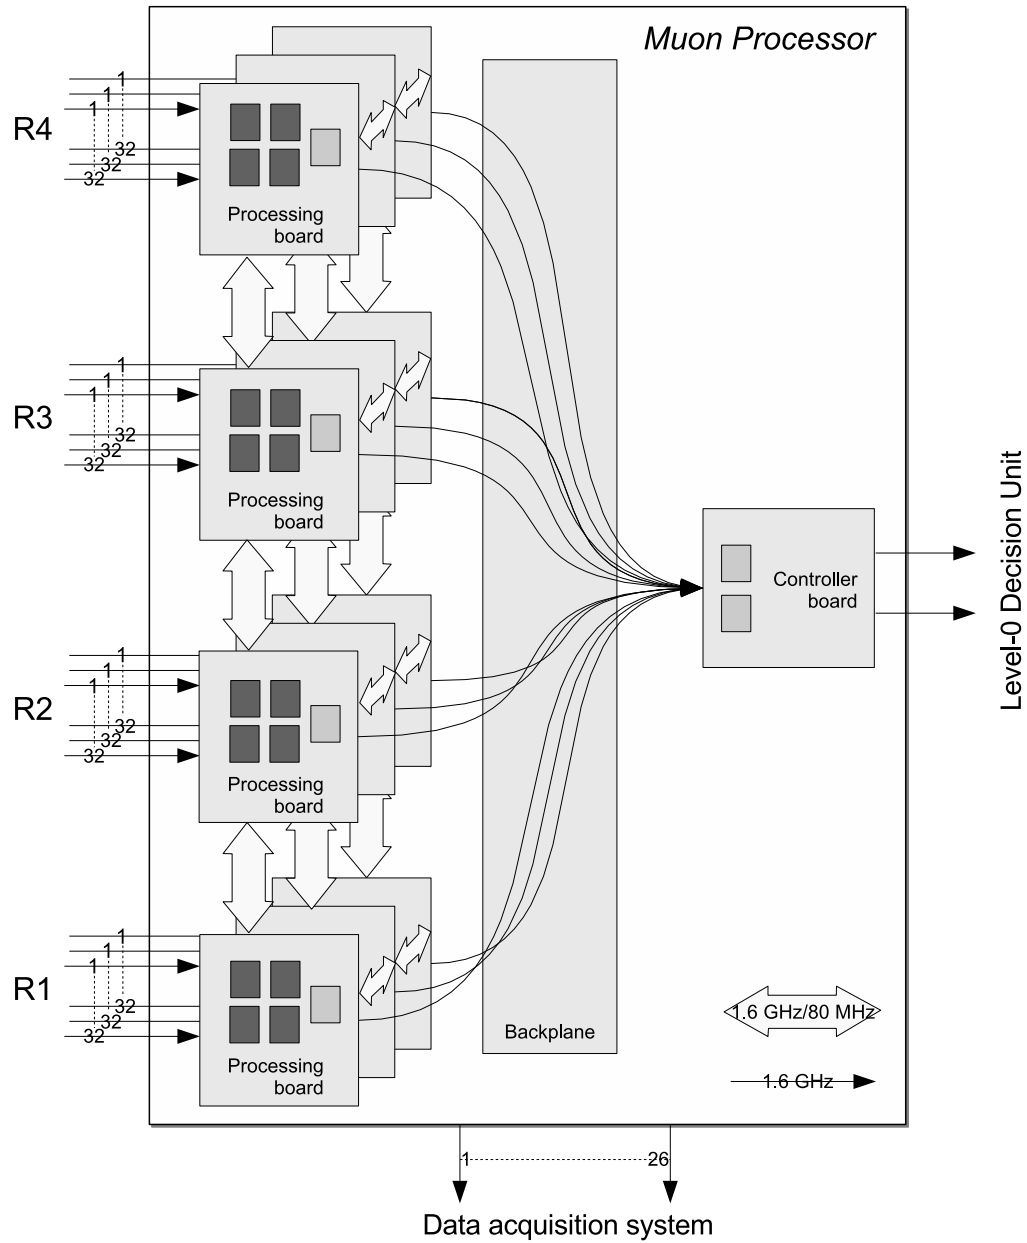 Muon Processor
1
1
1
R4
32
32
32
Processing
board
1
1
1
R3
32
32
32
Processing
board
Controller
board
Level-0 Decision Unit
1
1
1
R2
32
32
32
Processing
board
1
1
1
R1
32
32
32
Processing
board
Backplane
1.6 GHz/80 MHz
1.6 GHz
1
26
Data acquisition system